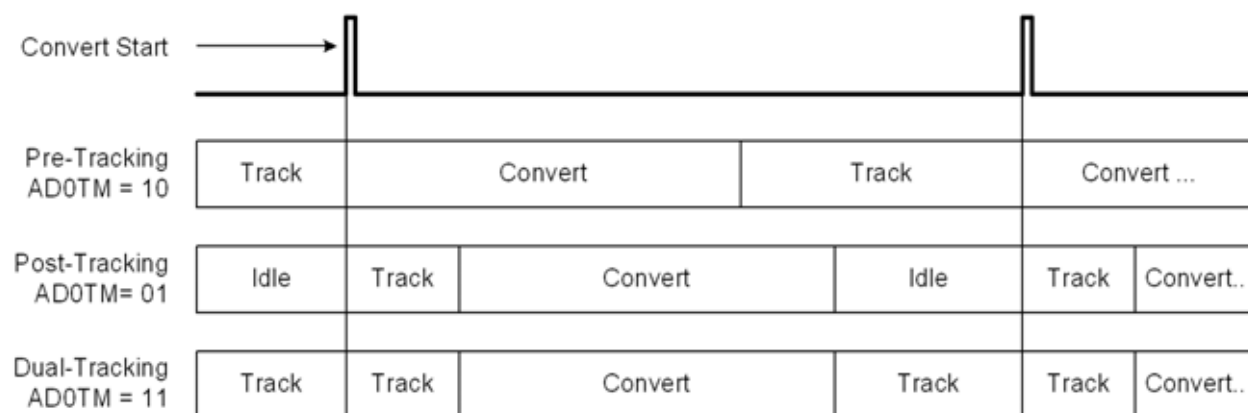 Convert Start
Pre-Tracking
AD0TM = 10
Track
Convert
Track
Convert ...
Post-Tracking
AD0TM= 01
Idle
Track
Convert
Idle
Track
Convert..
Dual-Tracking
AD0TM = 11
Track
Track
Convert
Track
Track
Convert..